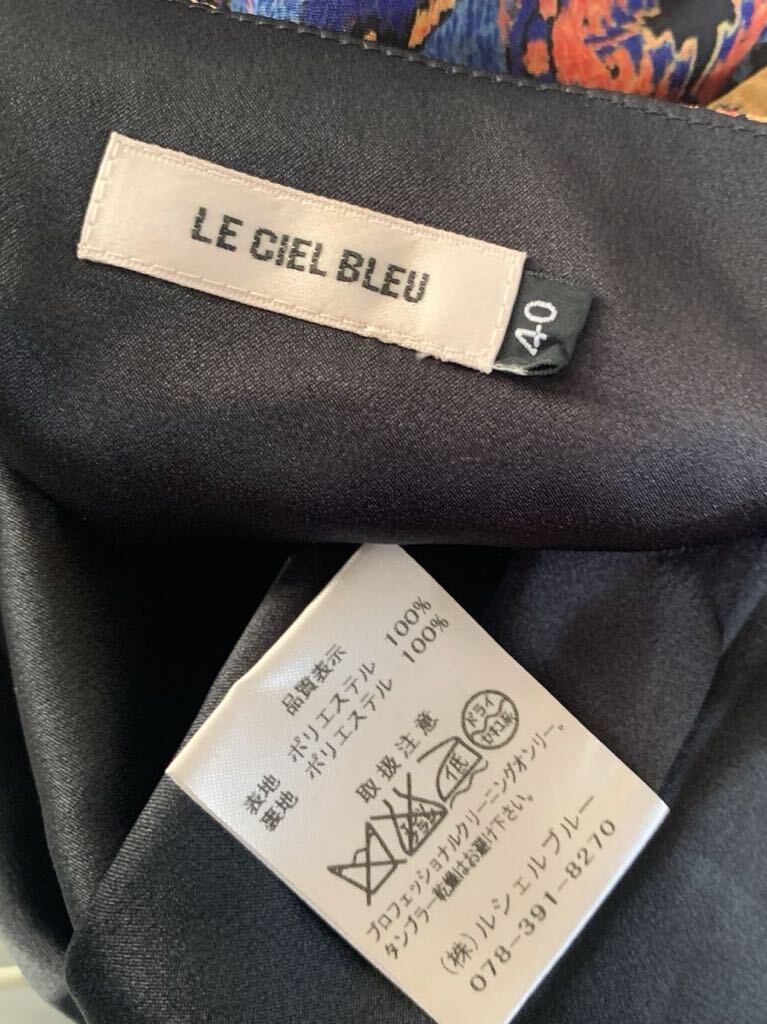 LE CIEL BLEU
40
品質表示
表地 ポリエステル 100%
裏地 ポリエステル 100%
取扱注意
低
ドライ
セキユ系
プロフェッショナルクリーニングオンリー。
タンブラー乾燥はお避け下さい。
(株)ルシェルブルー
078-391-8270